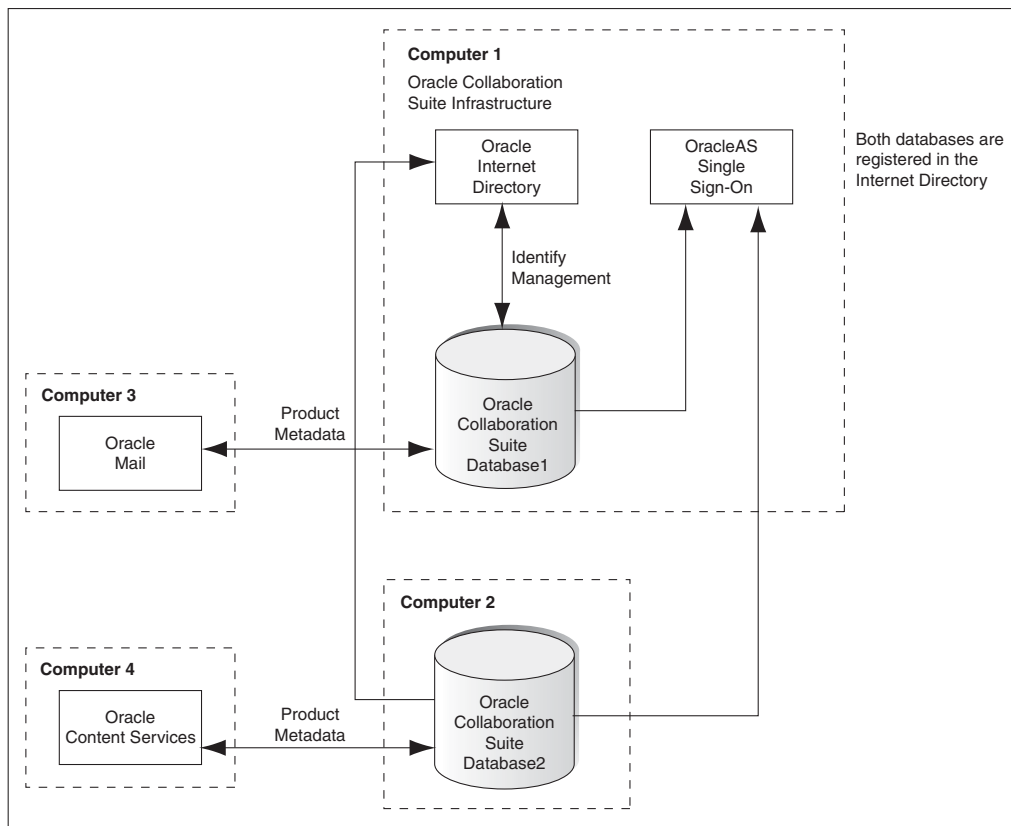 Computer 1
Oracle Collaboration
Suite Infrastructure
Oracle
Internet
Directory
OracleAS
Single
Sign-On
Both databases are
registered in the
Internet Directory
Identify
Management
Computer 3
Oracle
Mail
Product
Metadata
Oracle
Collaboration
Suite
Database1
Computer 2
Computer 4
Oracle
Content Services
Product
Metadata
Oracle
Collaboration
Suite
Database2